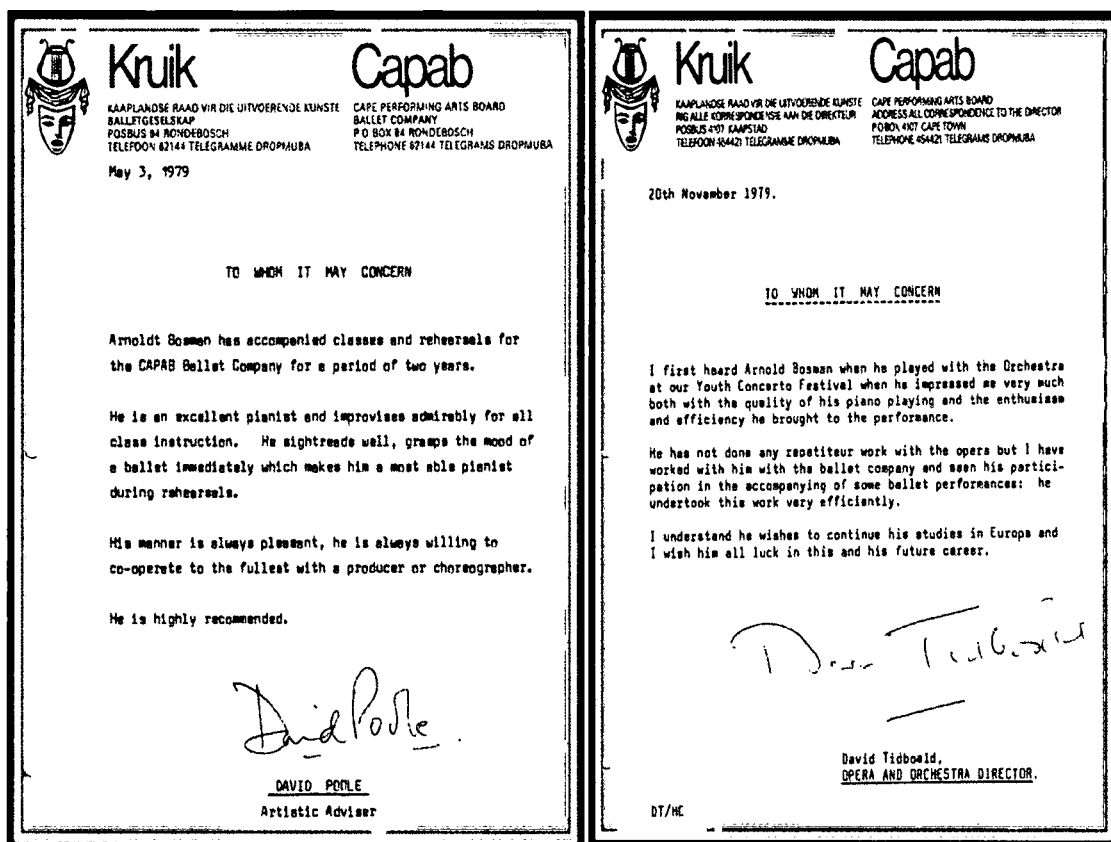 Kruik Capab
KAAPLANDSE RAAD VIR DIE UITVOERENDE KUNSTE
BALLETGESELSKAP
POSBUS 84 RONDEBOSCH
TELEFOON 62144 TELEGRAMME DROPMUBA
CAPE PERFORMING ARTS BOARD
BALLET COMPANY
P O BOX 84 RONDEBOSCH
TELEPHONE 62144 TELEGRAMS DROPMUBA
May 3, 1979
TO WHOM IT MAY CONCERN
Arnoldt Bosman has accompanied classes and rehearsals for
the CAPAB Ballet Company for a period of two years.
He is an excellent pianist and improvises admirably for all
class instruction. He sightreads well, grasps the mood of
a ballet immediately which makes him a most able pianist
during rehearsals.
His manner is always pleasant, he is always willing to
co-operate to the fullest with a producer or choreographer.
He is highly recommended.
David Poole
DAVID POOLE
Artistic Adviser
Kruik Capab
KAAPLANDSE RAAD VIR DIE UITVOERENDE KUNSTE
RIG ALLE KORRESPONDENSIE AAN DIE DIREKTEUR
POSBUS 4107 KAAPSTAD
TELEFOON 454421 TELEGRAMME DROPMUBA
CAPE PERFORMING ARTS BOARD
ADDRESS ALL CORRESPONDENCE TO THE DIRECTOR
PO BOX 4107 CAPE TOWN
TELEPHONE 454421 TELEGRAMS DROPMUBA
20th November 1979.
TO WHOM IT MAY CONCERN
I first heard Arnold Bosman when he played with the Orchestra
at our Youth Concerto Festival when he impressed me very much
both with the quality of his piano playing and the enthusiasm
and efficiency he brought to the performance.
He has not done any repetiteur work with the opera but I have
worked with him with the ballet company and seen his partici-
pation in the accompanying of some ballet performances: he
undertook this work very efficiently.
I understand he wishes to continue his studies in Europe and
I wish him all luck in this and his future career.
David Tidboald
David Tidboald,
OPERA AND ORCHESTRA DIRECTOR.
DT/HE